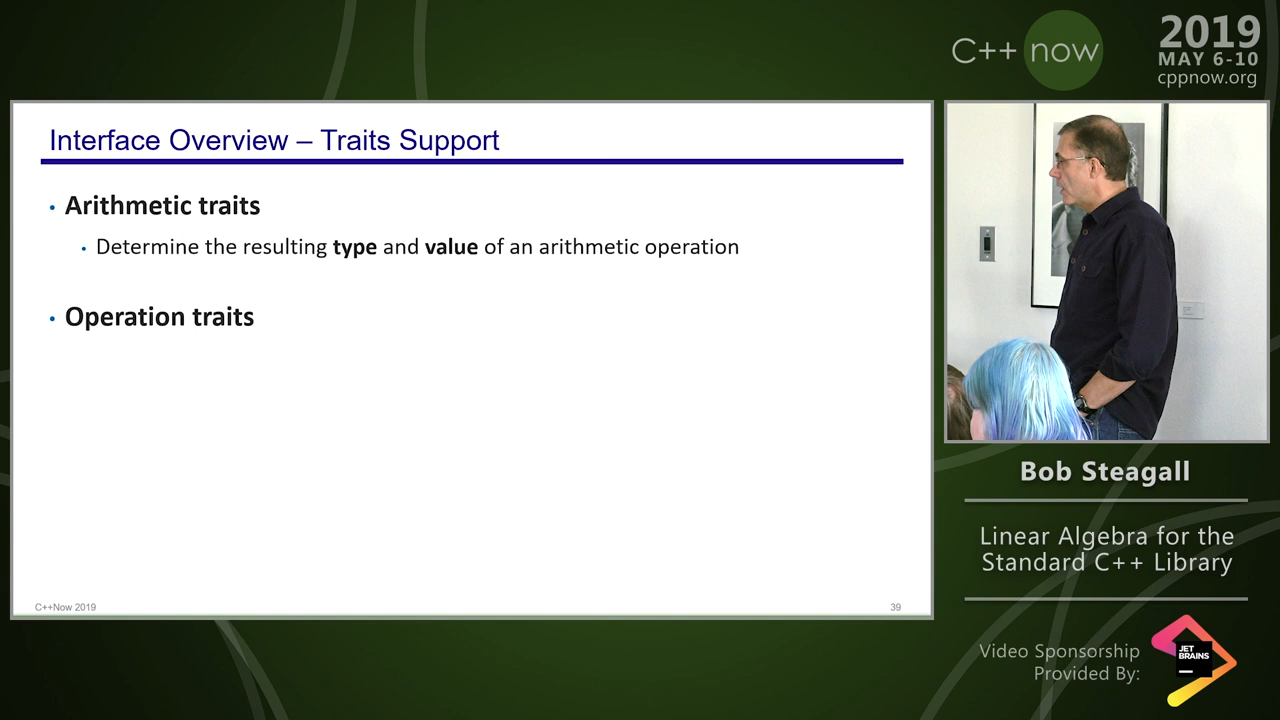 C++ now
2019
MAY 6-10
cppnow.org
Interface Overview – Traits Support
• Arithmetic traits
• Determine the resulting type and value of an arithmetic operation
• Operation traits
C++Now 2019
39
Bob Steagall
Linear Algebra for the
Standard C++ Library
Video Sponsorship
Provided By:
JET
BRAINS